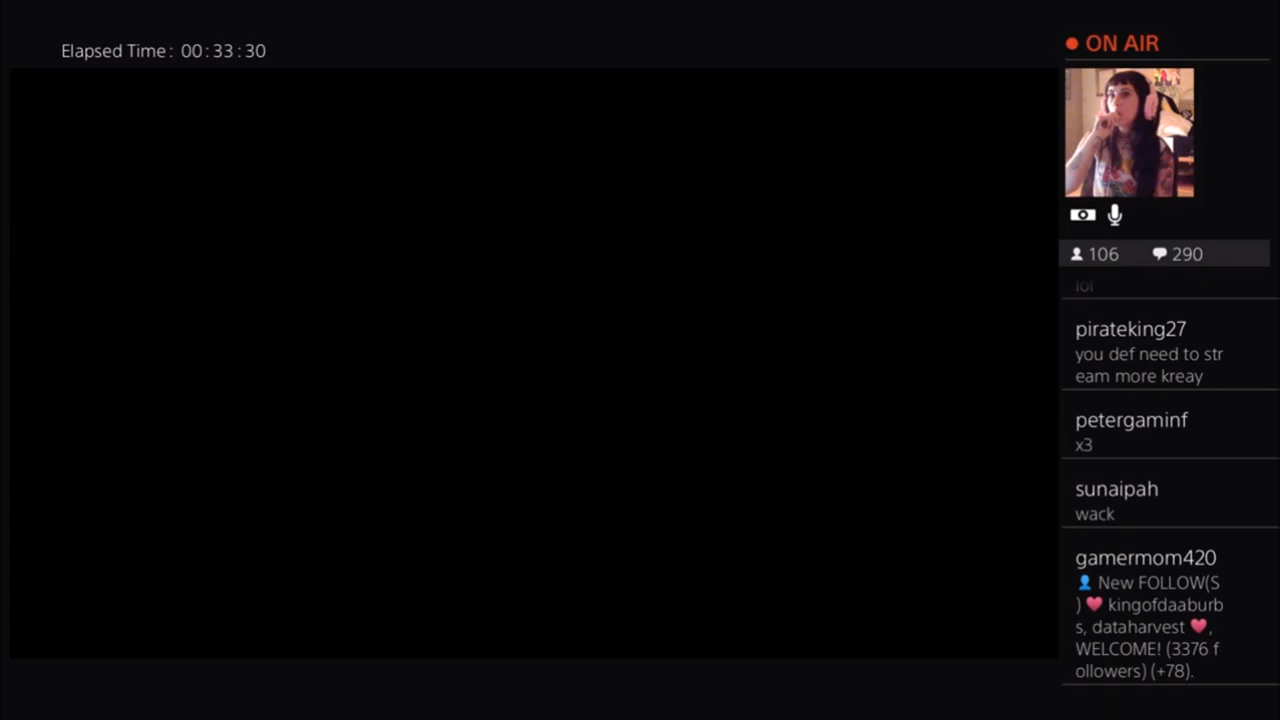 Elapsed Time: 00:33:30
ON AIR
106 290
lol
pirateking27
you def need to str
eam more kreay
petergaminf
x3
sunaipah
wack
gamermom420
👤 New FOLLOW(S
) 💗 kingofdaaburb
s, dataharvest 💗,
WELCOME! (3376 f
ollowers) (+78).